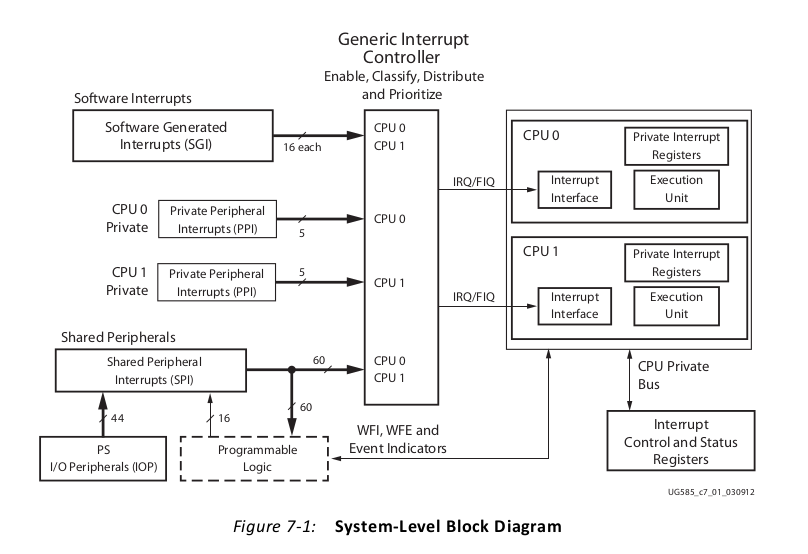 Generic Interrupt
Controller
Enable, Classify, Distribute
and Prioritize
Software Interrupts
Software Generated
Interrupts (SGI)
16 each
CPU 0
CPU 1
CPU 0
Private
Private Peripheral
Interrupts (PPI)
5
CPU 0
CPU 1
Private
Private Peripheral
Interrupts (PPI)
5
CPU 1
Shared Peripherals
Shared Peripheral
Interrupts (SPI)
60
CPU 0
CPU 1
44
16
60
PS
I/O Peripherals (IOP)
Programmable
Logic
IRQ/FIQ
CPU 0
Private Interrupt
Registers
Interrupt
Interface
Execution
Unit
IRQ/FIQ
CPU 1
Private Interrupt
Registers
Interrupt
Interface
Execution
Unit
WFI, WFE and
Event Indicators
CPU Private
Bus
Interrupt
Control and Status
Registers
UG585_c7_01_030912
Figure 7-1: System-Level Block Diagram